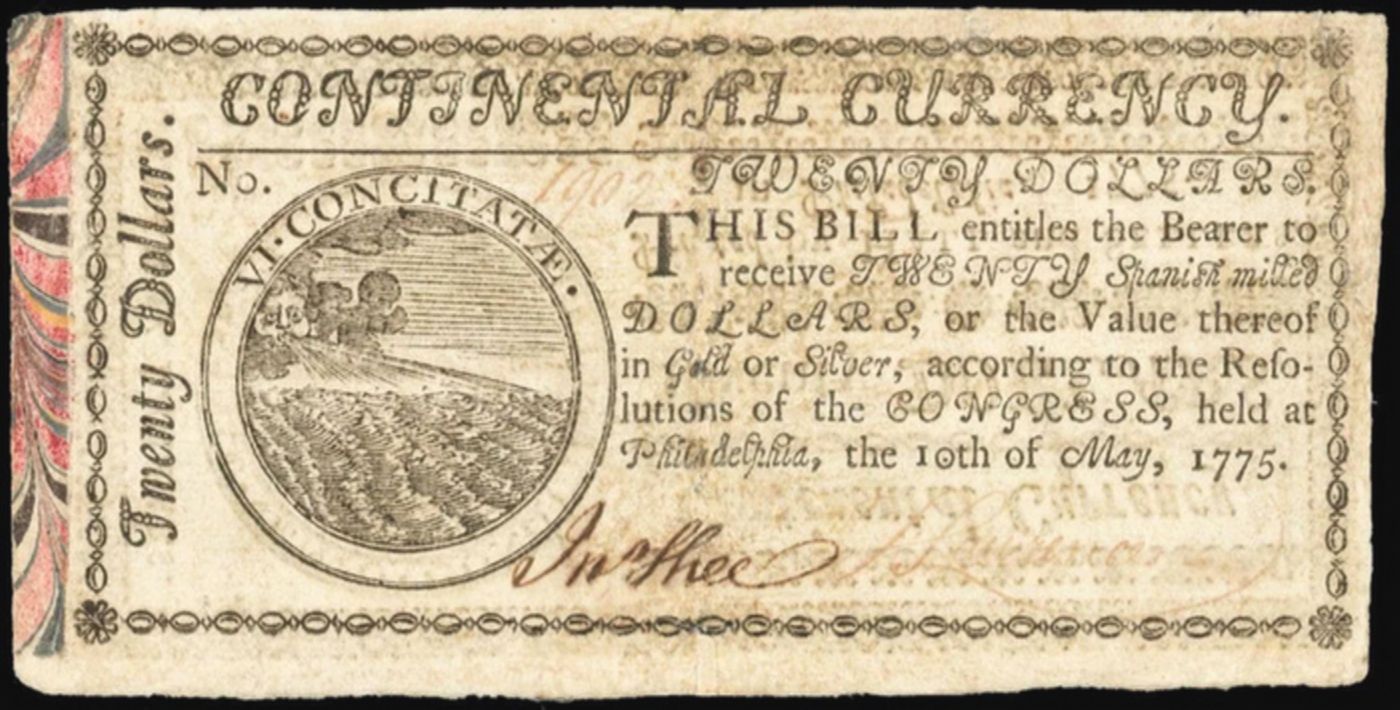 CONTINENTAL CURRENCY.
Twenty Dollars.
No.
VI·CONCITATÆ·
TWENTY DOLLARS.
THIS BILL entitles the Bearer to
receive TWENTY Spaniſh milled
DOLLARS, or the Value thereof
in Gold or Silver, according to the Reſo-
lutions of the CONGRESS, held at
Philadelphia, the 10th of May, 1775.
Jnº Shee